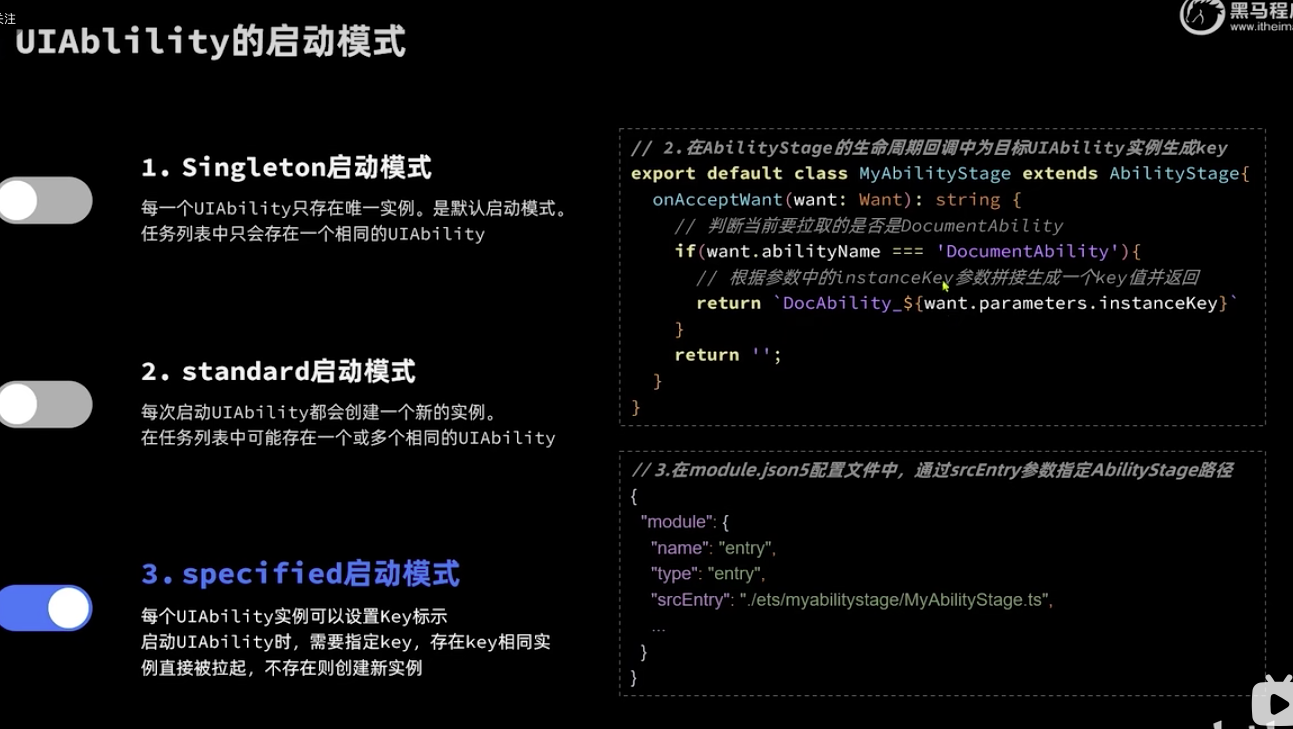 关注
UIAblility的启动模式
黑马程
www.itheim
1. Singleton启动模式
每一个UIAbility只存在唯一实例。是默认启动模式。
任务列表中只会存在一个相同的UIAbility
2. standard启动模式
每次启动UIAbility都会创建一个新的实例。
在任务列表中可能存在一个或多个相同的UIAbility
3. specified启动模式
每个UIAbility实例可以设置Key标示
启动UIAbility时，需要指定key，存在key相同实
例直接被拉起，不存在则创建新实例
// 2.在AbilityStage的生命周期回调中为目标UIAbility实例生成key
export default class MyAbilityStage extends AbilityStage{
onAcceptWant(want: Want): string {
// 判断当前要拉取的是否是DocumentAbility
if(want.abilityName === 'DocumentAbility'){
// 根据参数中的instanceKey参数拼接生成一个key值并返回
return `DocAbility_${want.parameters.instanceKey}`
}
return '';
}
}
// 3.在module.json5配置文件中，通过srcEntry参数指定AbilityStage路径
{
"module": {
"name": "entry",
"type": "entry",
"srcEntry": "./ets/myabilitystage/MyAbilityStage.ts",
...
}
}